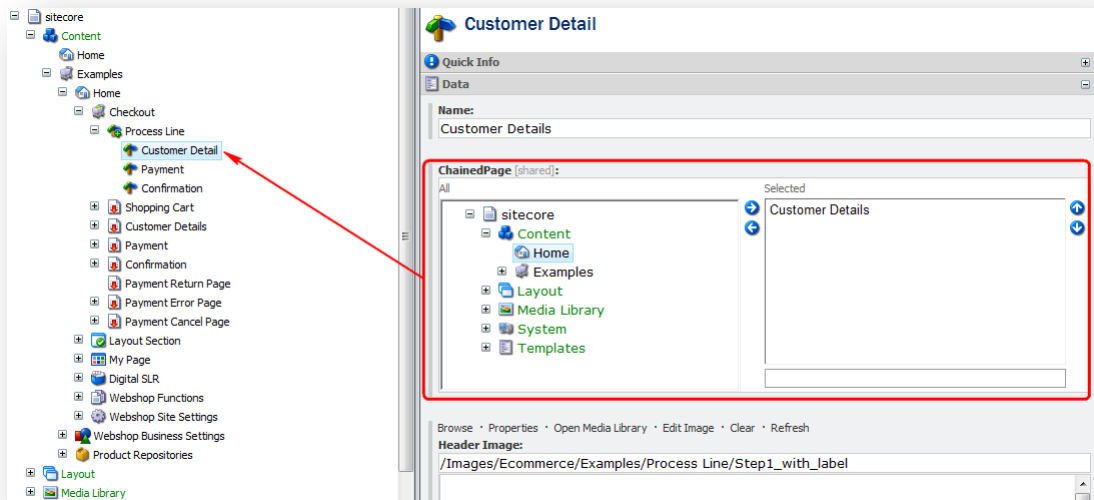 sitecore
Content
Home
Examples
Home
Checkout
Process Line
Customer Detail
Payment
Confirmation
Shopping Cart
Customer Details
Payment
Confirmation
Payment Return Page
Payment Error Page
Payment Cancel Page
Layout Section
My Page
Digital SLR
Webshop Functions
Webshop Site Settings
Webshop Business Settings
Product Repositories
Layout
Media Library
Customer Detail
Quick Info
Data
Name:
Customer Details
ChainedPage [shared]:
All
Selected
sitecore
Content
Home
Examples
Layout
Media Library
System
Templates
Customer Details
Browse · Properties · Open Media Library · Edit Image · Clear · Refresh
Header Image:
/Images/Ecommerce/Examples/Process Line/Step1_with_label